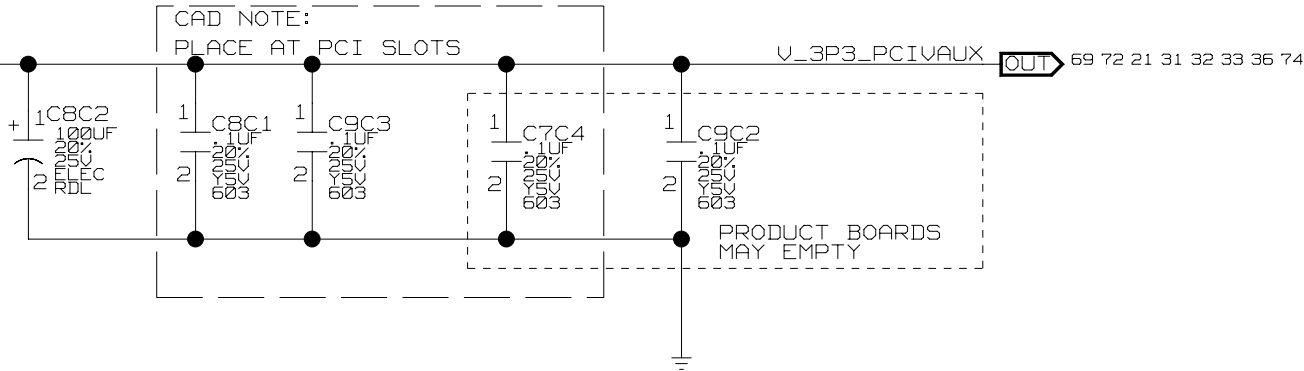 CAD NOTE:
PLACE AT PCI SLOTS
V_3P3_PCIVAUX
OUT
69 72 21 31 32 33 36 74
+
1
C8C2
100UF
20%
25V
ELEC
RDL
2
1
C8C1
.1UF
20%
25V
Y5V
603
2
1
C9C3
.1UF
20%
25V
Y5V
603
2
1
C7C4
.1UF
20%
25V
Y5V
603
2
1
C9C2
.1UF
20%
25V
Y5V
603
2
PRODUCT BOARDS
MAY EMPTY